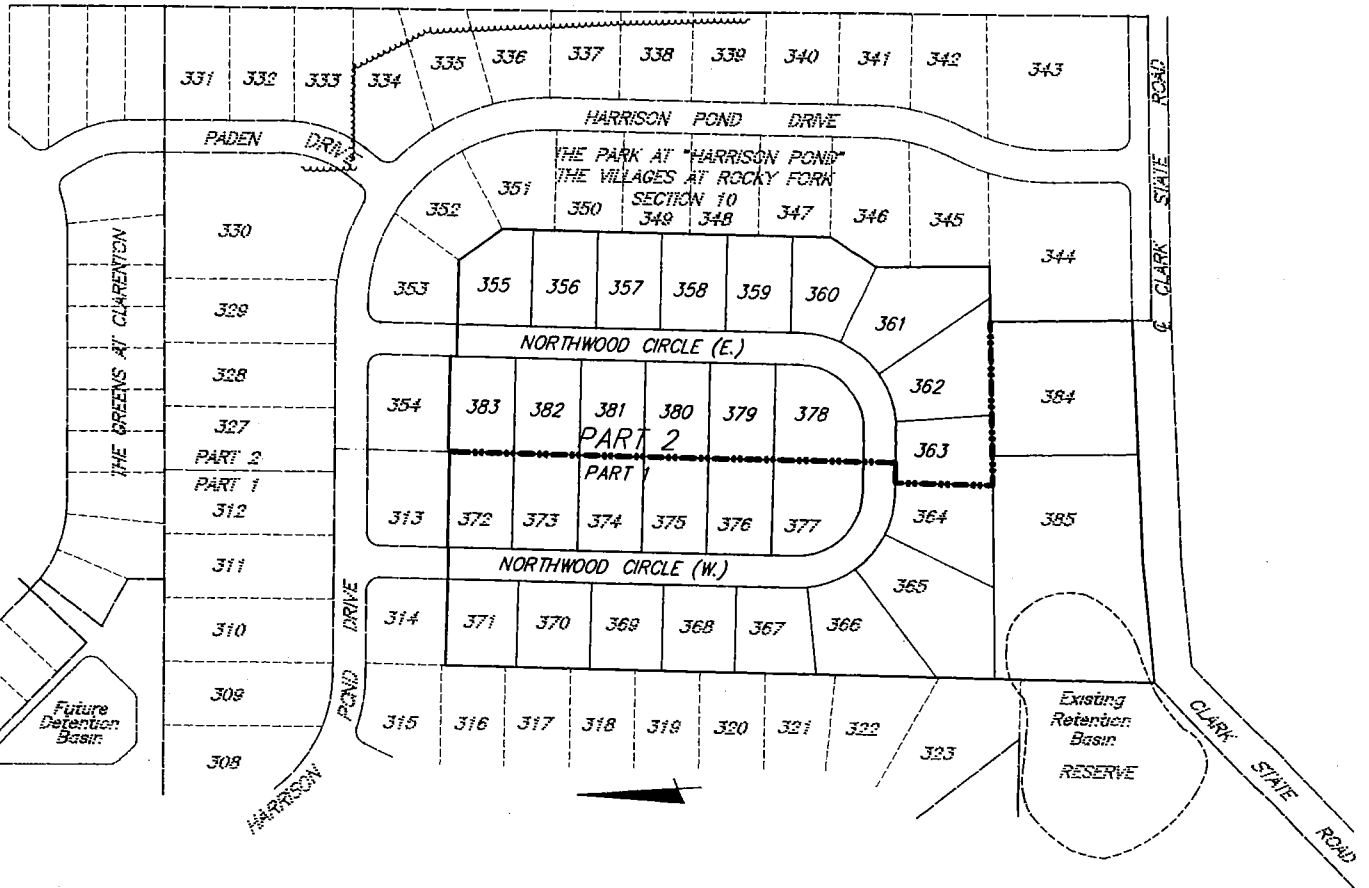 331 332 333 334 335 336 337 338 339 340 341 342 343
PADEN DRIVE
HARRISON POND DRIVE
CLARK STATE ROAD
THE PARK AT "HARRISON POND"
THE VILLAGES AT ROCKY FORK
SECTION 10
352 351 350 349 348 347 346 345
344
330
353 355 356 357 358 359 360 361
329
NORTHWOOD CIRCLE (E.)
℄ CLARK STATE ROAD
THE GREENS AT CLARENTON
328
354 383 382 381 380 379 378 362 384
327
PART 2
PART 2
363
PART 1
PART 1
312
313 372 373 374 375 376 377 364 385
311
NORTHWOOD CIRCLE (W.)
365
310
314 371 370 369 368 367 366
HARRISON POND DRIVE
309
315 316 317 318 319 320 321 322 323
308
Future
Detention
Basin
Existing
Retention
Basin
RESERVE